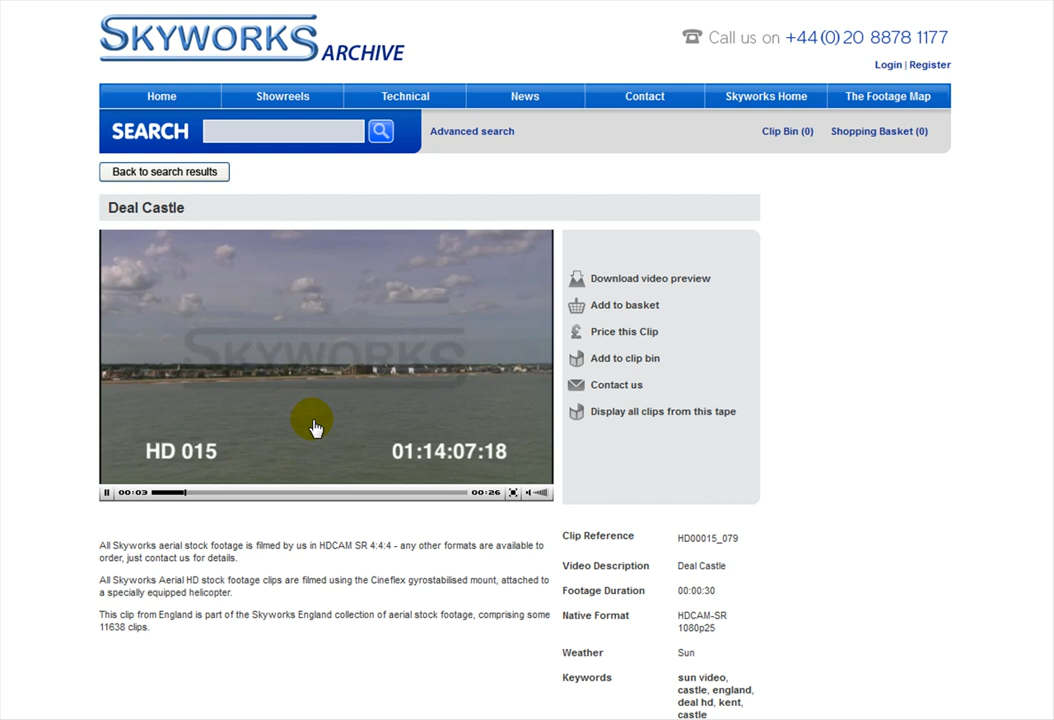 SKYWORKS ARCHIVE
Call us on +44(0)20 8878 1177
Login | Register
Home Showreels Technical News Contact Skyworks Home The Footage Map
SEARCH Advanced search Clip Bin (0) Shopping Basket (0)
Back to search results
Deal Castle
SKYWORKS
HD 015 01:14:07:18
00:03 00:26
Download video preview
Add to basket
Price this Clip
Add to clip bin
Contact us
Display all clips from this tape
All Skyworks aerial stock footage is filmed by us in HDCAM SR 4:4:4 - any other formats are available to
order, just contact us for details.
All Skyworks Aerial HD stock footage clips are filmed using the Cineflex gyrostabilised mount, attached to
a specially equipped helicopter.
This clip from England is part of the Skyworks England collection of aerial stock footage, comprising some
11638 clips.
Clip Reference HD00015_079
Video Description Deal Castle
Footage Duration 00:00:30
Native Format HDCAM-SR
1080p25
Weather Sun
Keywords sun video,
castle, england,
deal hd, kent,
castle